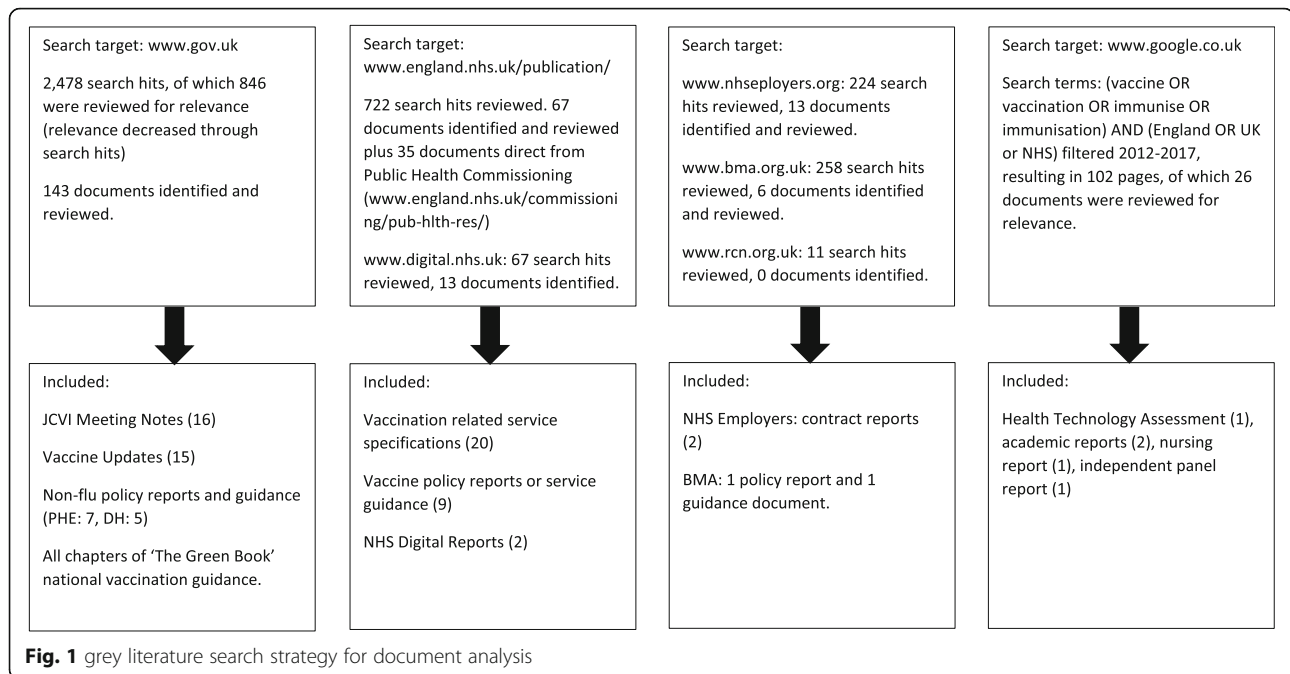 Search target: www.gov.uk
2,478 search hits, of which 846
were reviewed for relevance
(relevance decreased through
search hits)
143 documents identified and
reviewed.
Search target:
www.england.nhs.uk/publication/
722 search hits reviewed. 67
documents identified and reviewed
plus 35 documents direct from
Public Health Commissioning
(www.england.nhs.uk/commissioni
ng/pub-hlth-res/)
www.digital.nhs.uk: 67 search hits
reviewed, 13 documents identified.
Search target:
www.nhseployers.org: 224 search
hits reviewed, 13 documents
identified and reviewed.
www.bma.org.uk: 258 search hits
reviewed, 6 documents identified
and reviewed.
www.rcn.org.uk: 11 search hits
reviewed, 0 documents identified.
Search target: www.google.co.uk
Search terms: (vaccine OR
vaccination OR immunise OR
immunisation) AND (England OR UK
or NHS) filtered 2012-2017,
resulting in 102 pages, of which 26
documents were reviewed for
relevance.
Included:
JCVI Meeting Notes (16)
Vaccine Updates (15)
Non-flu policy reports and guidance
(PHE: 7, DH: 5)
All chapters of ‘The Green Book’
national vaccination guidance.
Included:
Vaccination related service
specifications (20)
Vaccine policy reports or service
guidance (9)
NHS Digital Reports (2)
Included:
NHS Employers: contract reports
(2)
BMA: 1 policy report and 1
guidance document.
Included:
Health Technology Assessment (1),
academic reports (2), nursing
report (1), independent panel
report (1)
Fig. 1 grey literature search strategy for document analysis